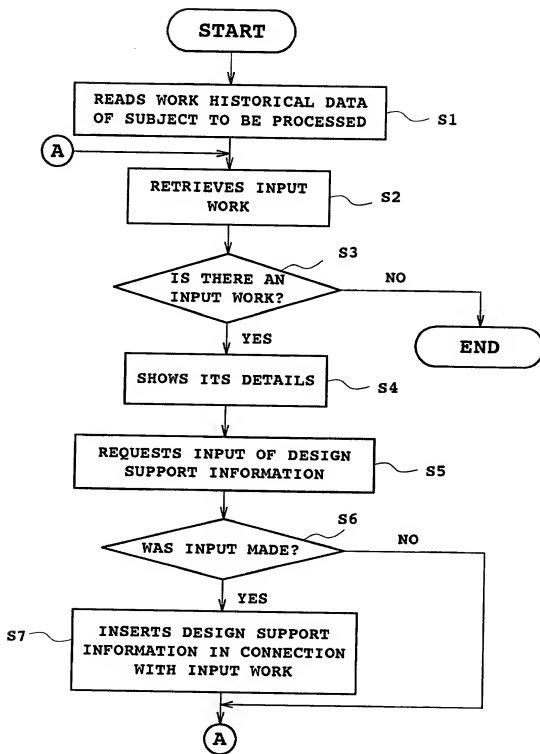 START
READS WORK HISTORICAL DATA
OF SUBJECT TO BE PROCESSED
S1
A
RETRIEVES INPUT
WORK
S2
S3
IS THERE AN
INPUT WORK?
NO
YES
END
SHOWS ITS DETAILS
S4
REQUESTS INPUT OF DESIGN
SUPPORT INFORMATION
S5
S6
WAS INPUT MADE?
NO
YES
S7
INSERTS DESIGN SUPPORT
INFORMATION IN CONNECTION
WITH INPUT WORK
A